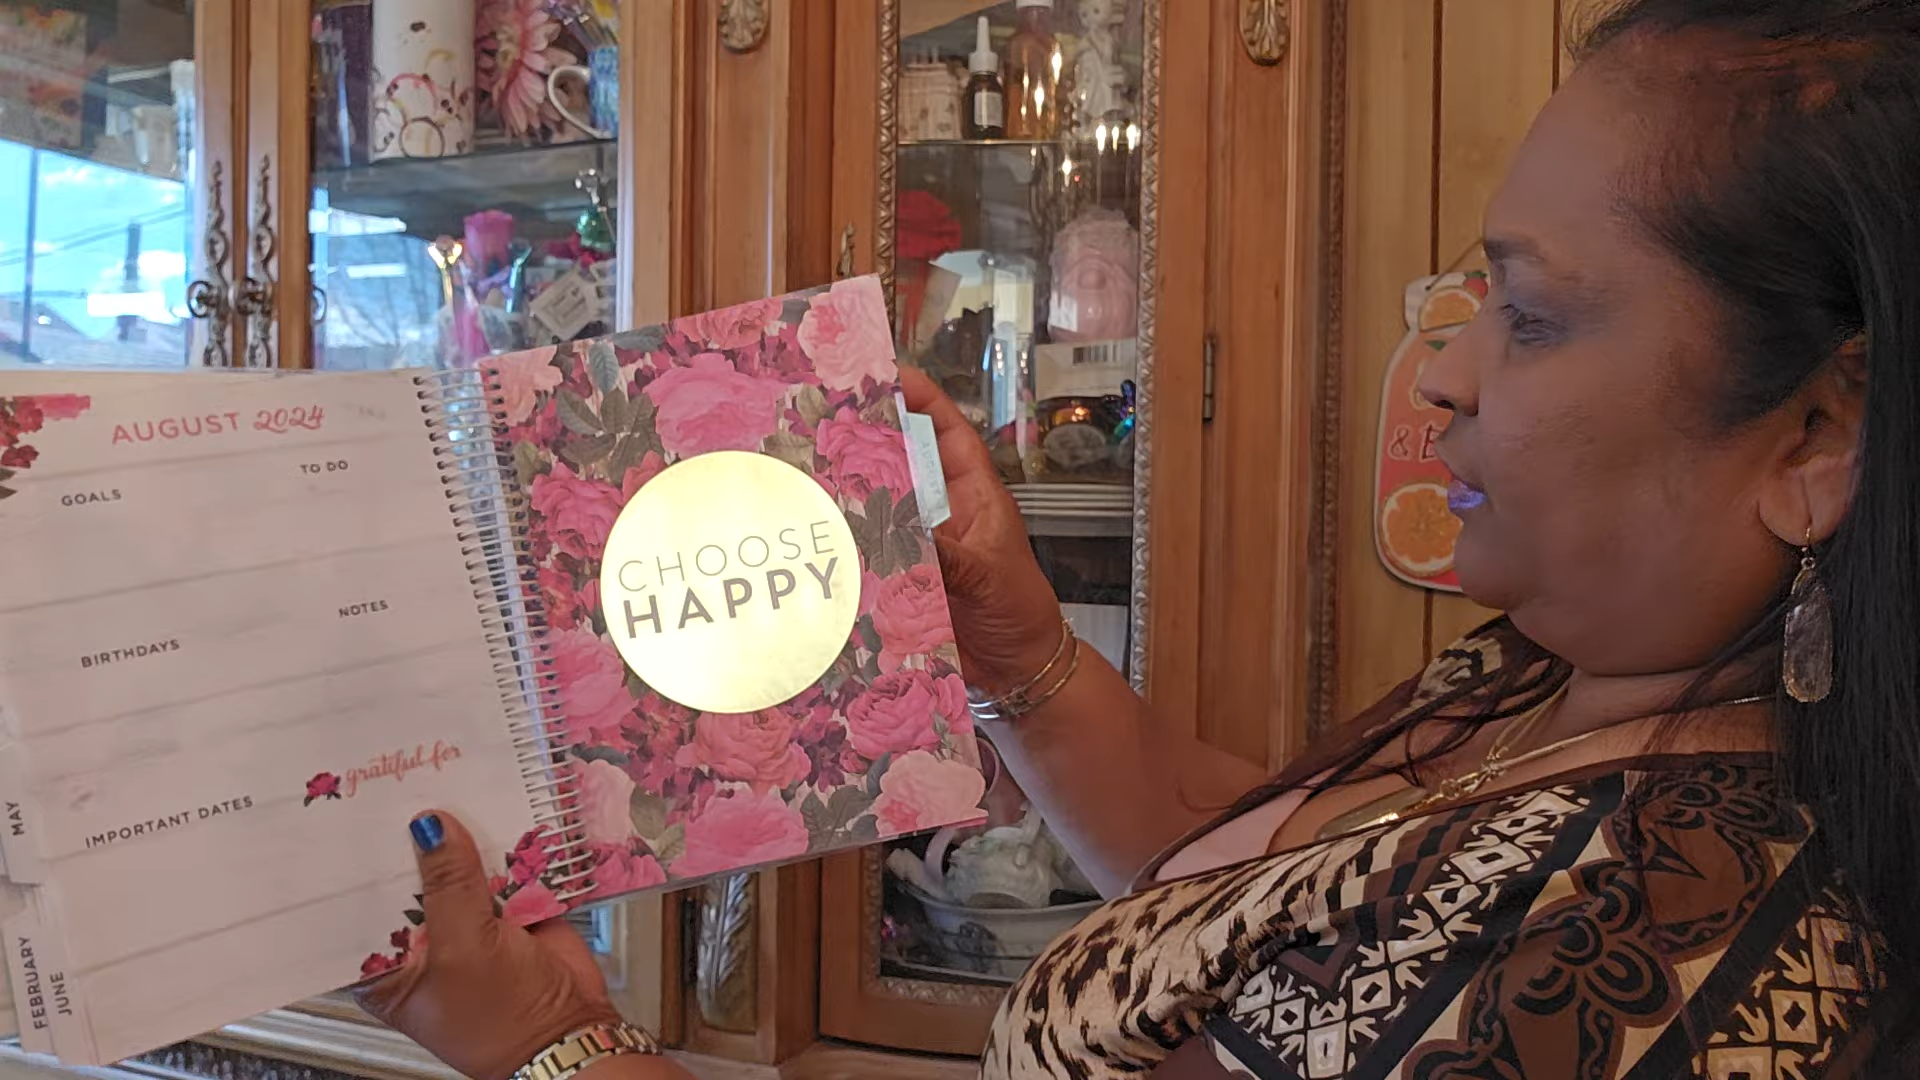 AUGUST 2024
GOALS
TO DO
BIRTHDAYS
NOTES
IMPORTANT DATES
grateful for
MAY
FEBRUARY
JUNE
CHOOSE
HAPPY
AUGUST